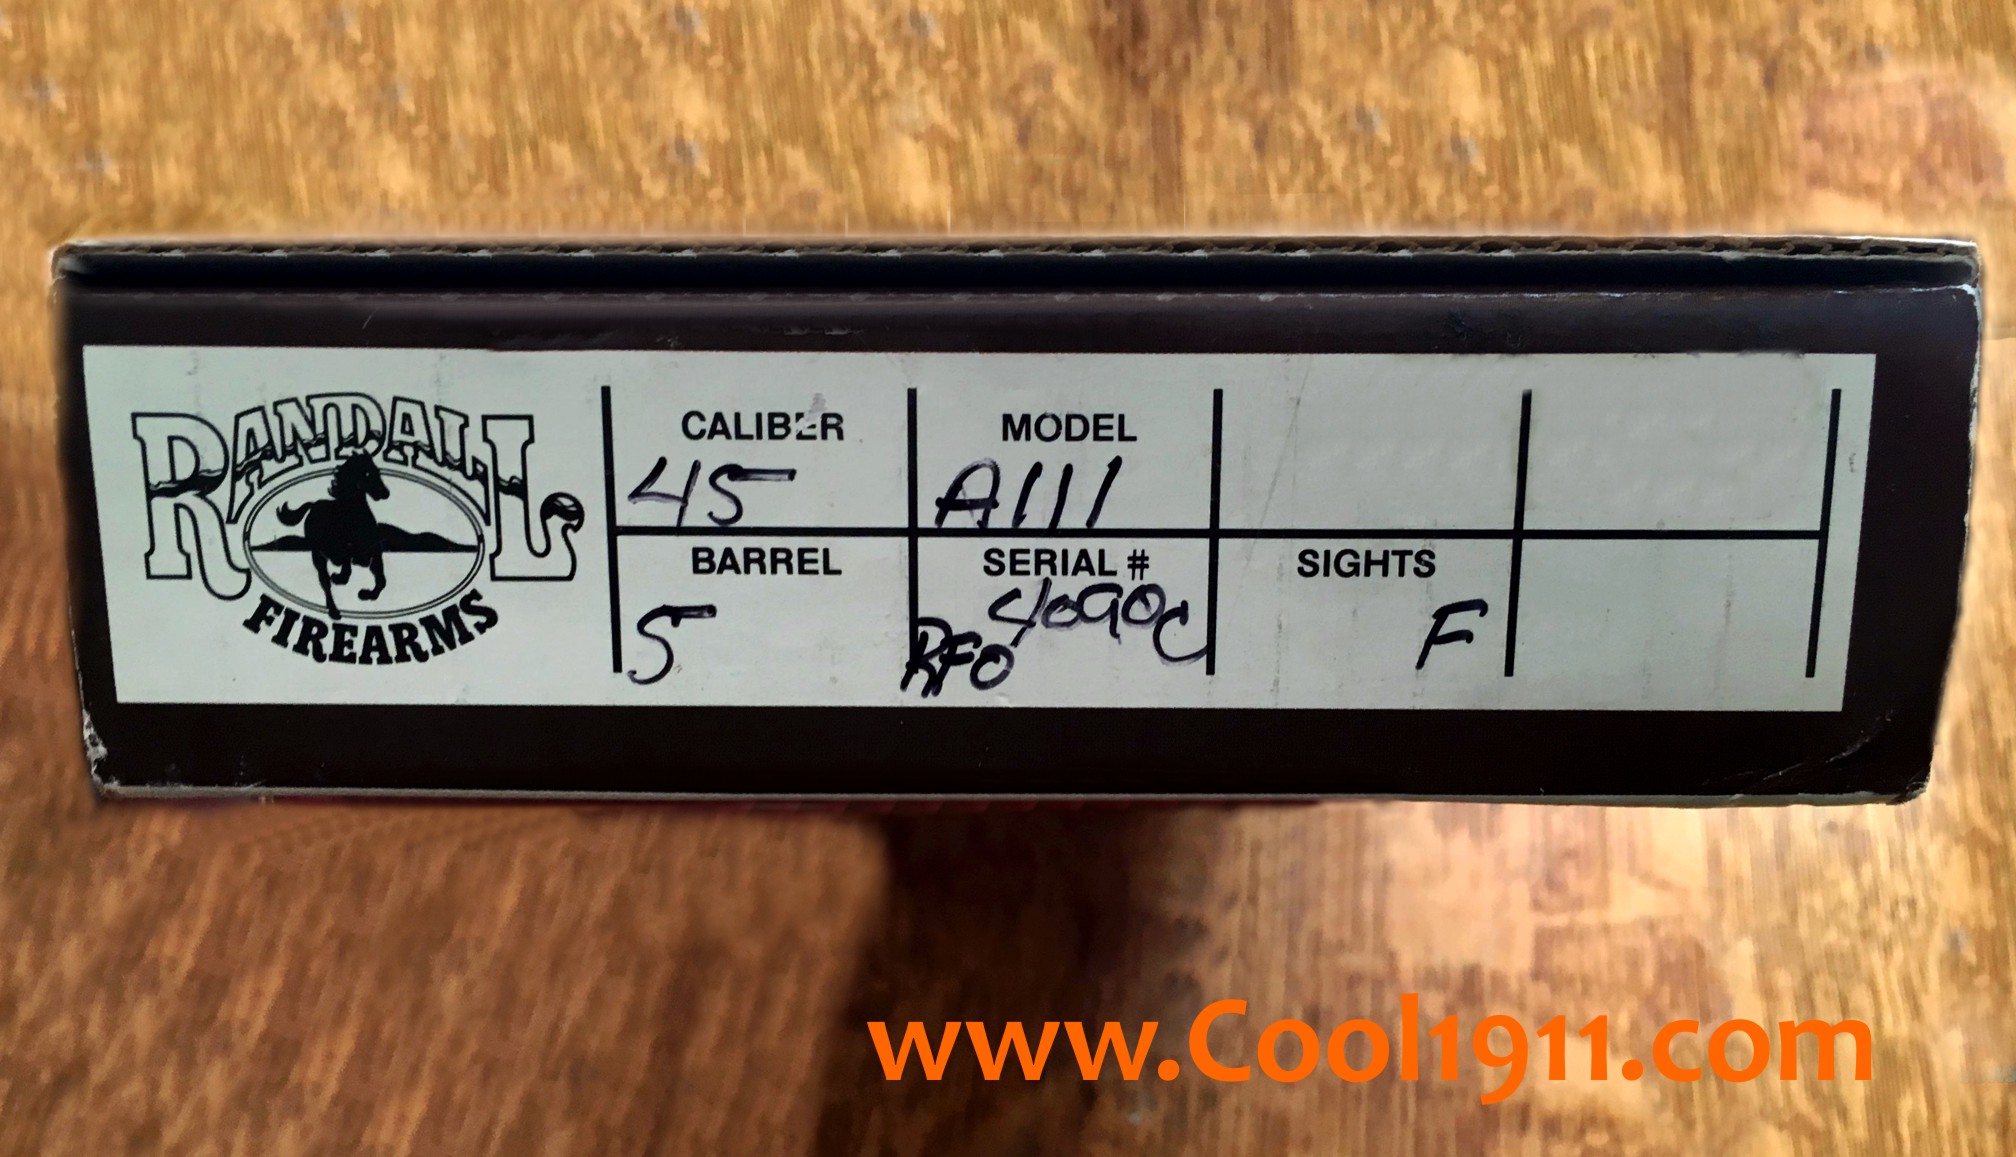 RANDALL
FIREARMS
CALIBER
45
MODEL
A111
BARREL
5
SERIAL #
RFO 4090C
SIGHTS
F
www.Cool1911.com